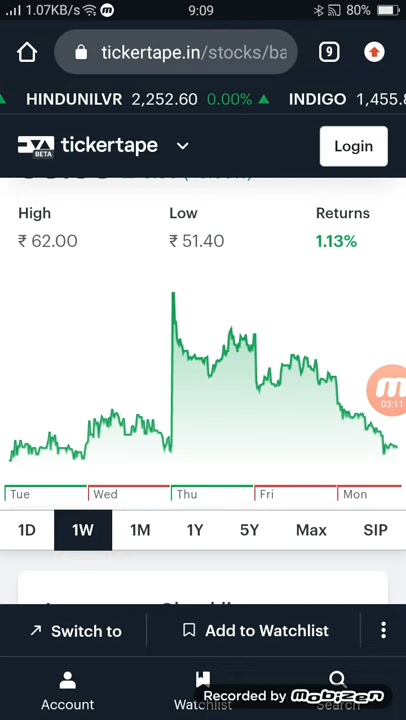 1.07KB/s 9:09 80%
tickertape.in/stocks/ba 9
HINDUNILVR 2,252.60 0.00% INDIGO 1,455.8
BETA tickertape Login
High Low Returns
₹ 62.00 ₹ 51.40 1.13%
03:11
Tue Wed Thu Fri Mon
1D 1W 1M 1Y 5Y Max SIP
Switch to Add to Watchlist
Account Watchlist Search
Recorded by mobizen